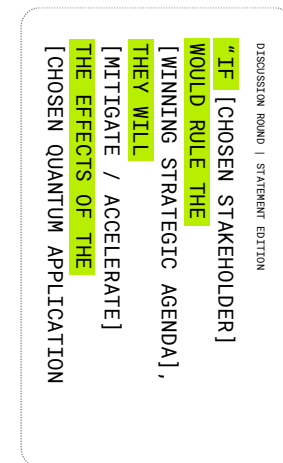 DISCUSSION ROUND | STATEMENT EDITION
“IF [CHOSEN STAKEHOLDER]
WOULD RULE THE
[WINNING STRATEGIC AGENDA],
THEY WILL
[MITIGATE / ACCELERATE]
THE EFFECTS OF THE
[CHOSEN QUANTUM APPLICATION